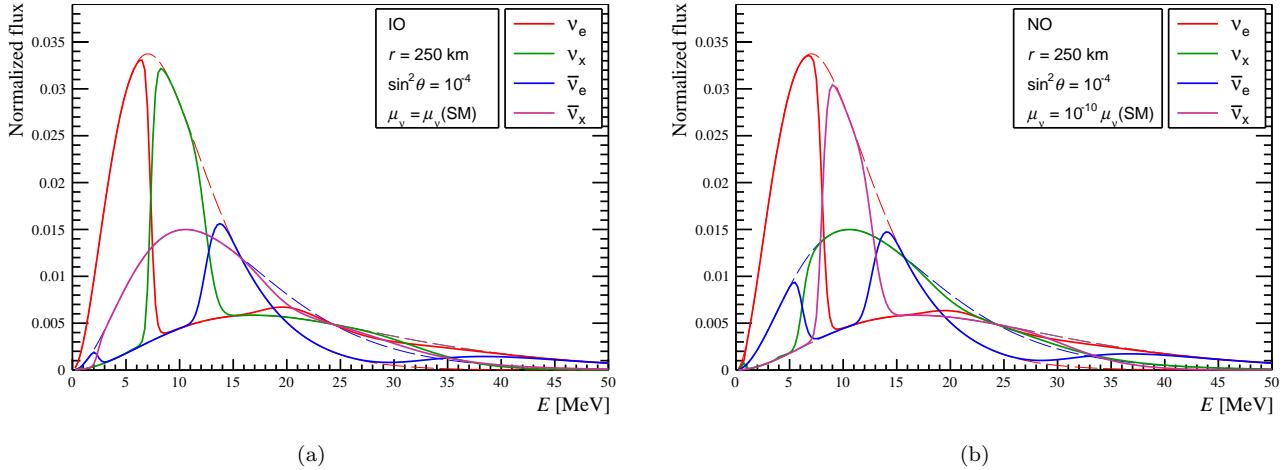 Normalized flux
0.035
0.03
0.025
0.02
0.015
0.01
0.005
0
0 5 10 15 20 25 30 35 40 45 50
E [MeV]
IO
r = 250 km
sin²θ = 10⁻⁴
μ_ν = μ_ν(SM)
ν_e
ν_x
ν̄_e
ν̄_x
(a)
Normalized flux
0.035
0.03
0.025
0.02
0.015
0.01
0.005
0
0 5 10 15 20 25 30 35 40 45 50
E [MeV]
NO
r = 250 km
sin²θ = 10⁻⁴
μ_ν = 10⁻¹⁰ μ_ν(SM)
ν_e
ν_x
ν̄_e
ν̄_x
(b)